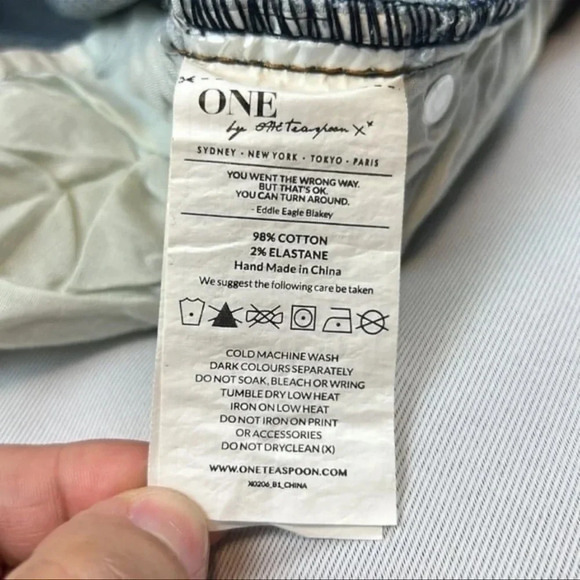 ONE
by One teaspoon X
SYDNEY • NEW YORK • TOKYO • PARIS
YOU WENT THE WRONG WAY.
BUT THAT'S OK.
YOU CAN TURN AROUND.
- Eddie Eagle Blakey
98% COTTON
2% ELASTANE
Hand Made in China
We suggest the following care be taken
COLD MACHINE WASH
DARK COLOURS SEPARATELY
DO NOT SOAK, BLEACH OR WRING
TUMBLE DRY LOW HEAT
IRON ON LOW HEAT
DO NOT IRON ON PRINT
OR ACCESSORIES
DO NOT DRYCLEAN (X)
WWW.ONETEASPOON.COM
X0206_B1_CHINA